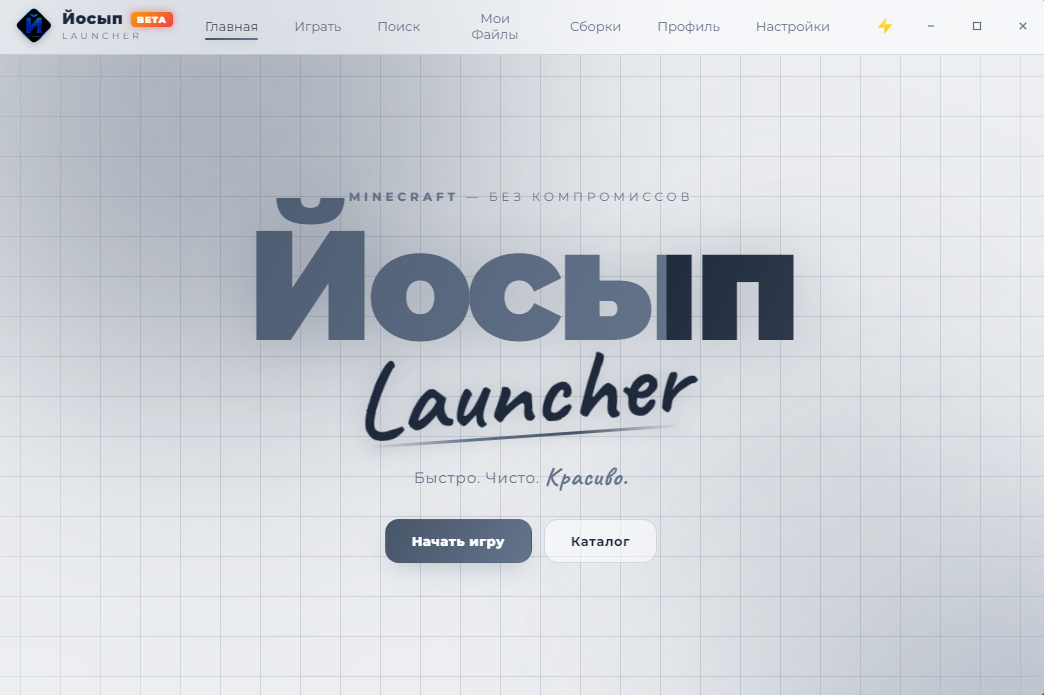 Йосып BETA
LAUNCHER
Главная
Играть
Поиск
Мои
Файлы
Сборки
Профиль
Настройки
MINECRAFT — БЕЗ КОМПРОМИССОВ
Йосып
Launcher
Быстро. Чисто. Красиво.
Начать игру
Каталог